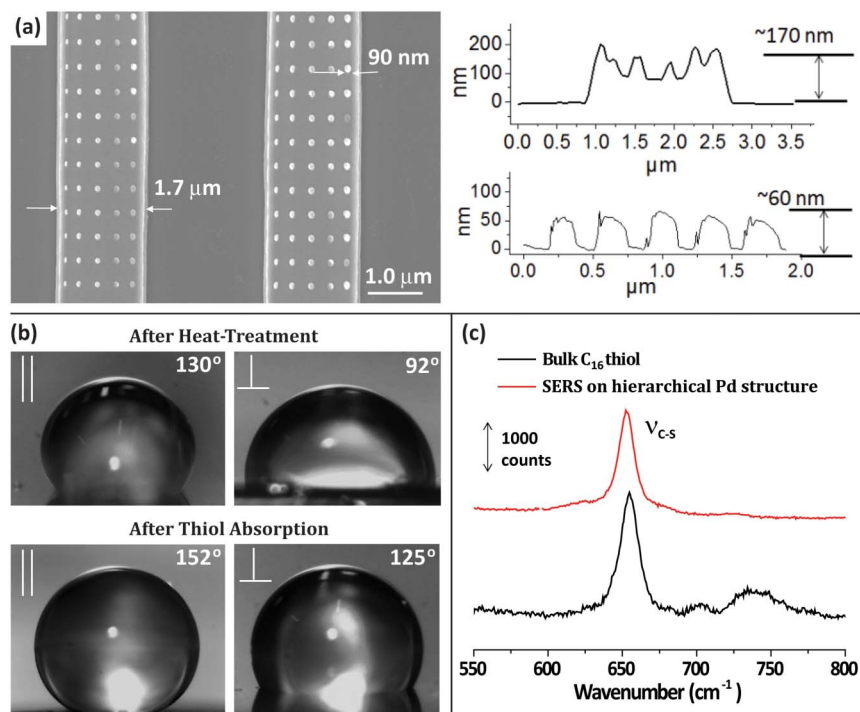 (a)
90 nm
1.7 μm
1.0 μm
200
100
0
nm
~170 nm
0.0 0.5 1.0 1.5 2.0 2.5 3.0 3.5
μm
100
50
0
nm
~60 nm
0.0 0.5 1.0 1.5 2.0
μm
(b)
After Heat-Treatment
130°
92°
After Thiol Absorption
152°
125°
(c)
Bulk C₁₆ thiol
SERS on hierarchical Pd structure
1000
counts
ν C-S
550 600 650 700 750 800
Wavenumber (cm⁻¹)